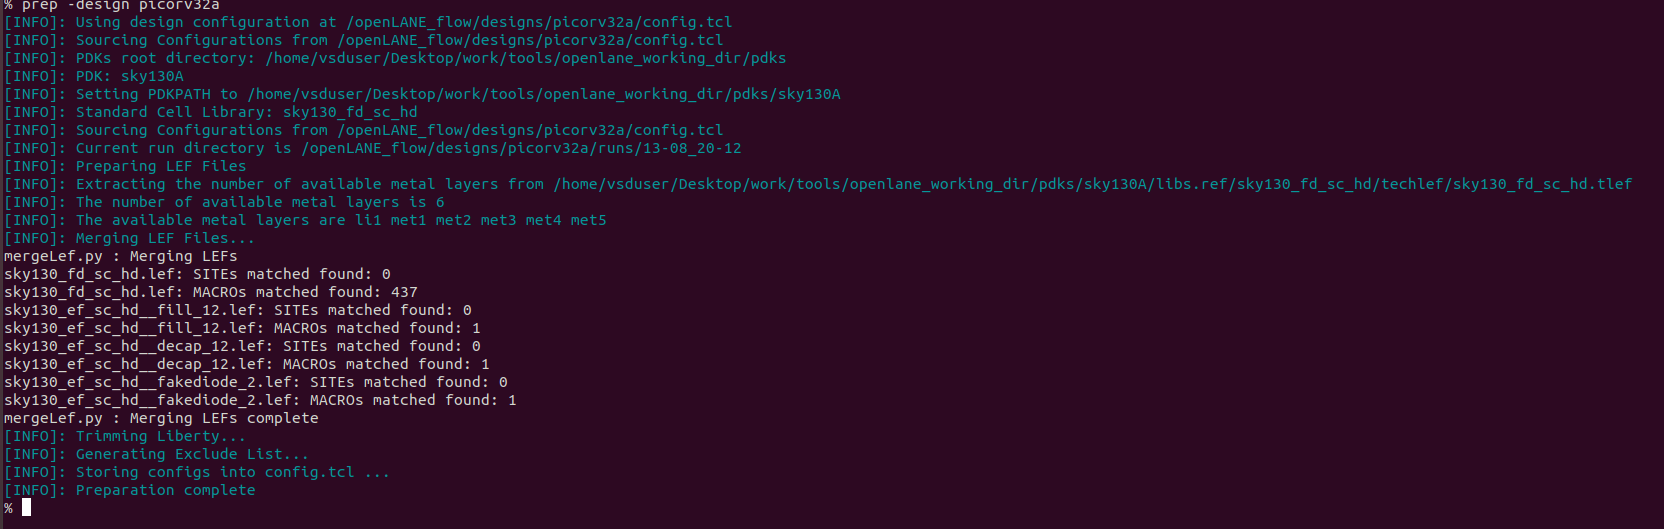 % prep -design picorv32a
[INFO]: Using design configuration at /openLANE_flow/designs/picorv32a/config.tcl
[INFO]: Sourcing Configurations from /openLANE_flow/designs/picorv32a/config.tcl
[INFO]: PDKs root directory: /home/vsduser/Desktop/work/tools/openlane_working_dir/pdks
[INFO]: PDK: sky130A
[INFO]: Setting PDKPATH to /home/vsduser/Desktop/work/tools/openlane_working_dir/pdks/sky130A
[INFO]: Standard Cell Library: sky130_fd_sc_hd
[INFO]: Sourcing Configurations from /openLANE_flow/designs/picorv32a/config.tcl
[INFO]: Current run directory is /openLANE_flow/designs/picorv32a/runs/13-08_20-12
[INFO]: Preparing LEF Files
[INFO]: Extracting the number of available metal layers from /home/vsduser/Desktop/work/tools/openlane_working_dir/pdks/sky130A/libs.ref/sky130_fd_sc_hd/techlef/sky130_fd_sc_hd.tlef
[INFO]: The number of available metal layers is 6
[INFO]: The available metal layers are li1 met1 met2 met3 met4 met5
[INFO]: Merging LEF Files...
mergeLef.py : Merging LEFs
sky130_fd_sc_hd.lef: SITEs matched found: 0
sky130_fd_sc_hd.lef: MACROs matched found: 437
sky130_ef_sc_hd__fill_12.lef: SITEs matched found: 0
sky130_ef_sc_hd__fill_12.lef: MACROs matched found: 1
sky130_ef_sc_hd__decap_12.lef: SITEs matched found: 0
sky130_ef_sc_hd__decap_12.lef: MACROs matched found: 1
sky130_ef_sc_hd__fakediode_2.lef: SITEs matched found: 0
sky130_ef_sc_hd__fakediode_2.lef: MACROs matched found: 1
mergeLef.py : Merging LEFs complete
[INFO]: Trimming Liberty...
[INFO]: Generating Exclude List...
[INFO]: Storing configs into config.tcl ...
[INFO]: Preparation complete
%